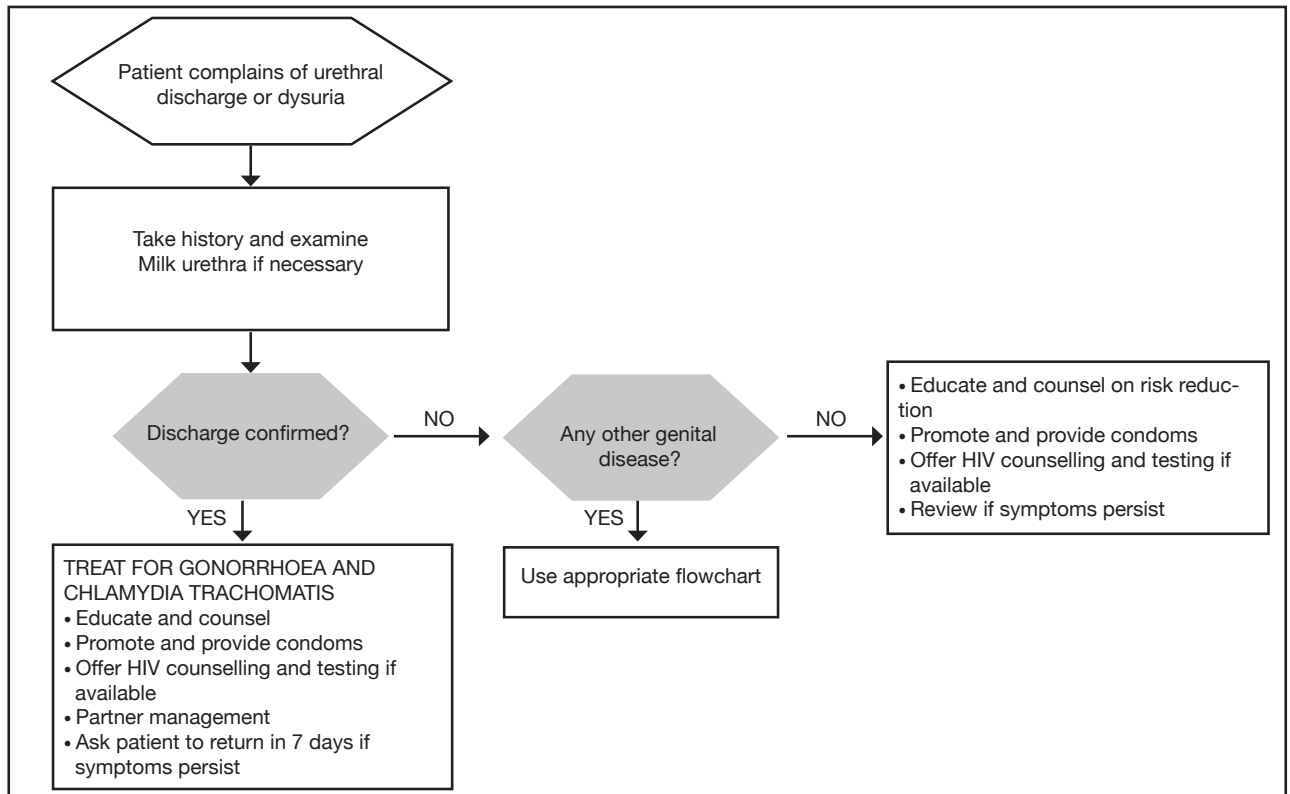 Patient complains of urethral
discharge or dysuria
Take history and examine
Milk urethra if necessary
Discharge confirmed?
NO
Any other genital
disease?
NO
• Educate and counsel on risk reduc-
tion
• Promote and provide condoms
• Offer HIV counselling and testing if
available
• Review if symptoms persist
YES
YES
TREAT FOR GONORRHOEA AND
CHLAMYDIA TRACHOMATIS
• Educate and counsel
• Promote and provide condoms
• Offer HIV counselling and testing if
available
• Partner management
• Ask patient to return in 7 days if
symptoms persist
Use appropriate flowchart